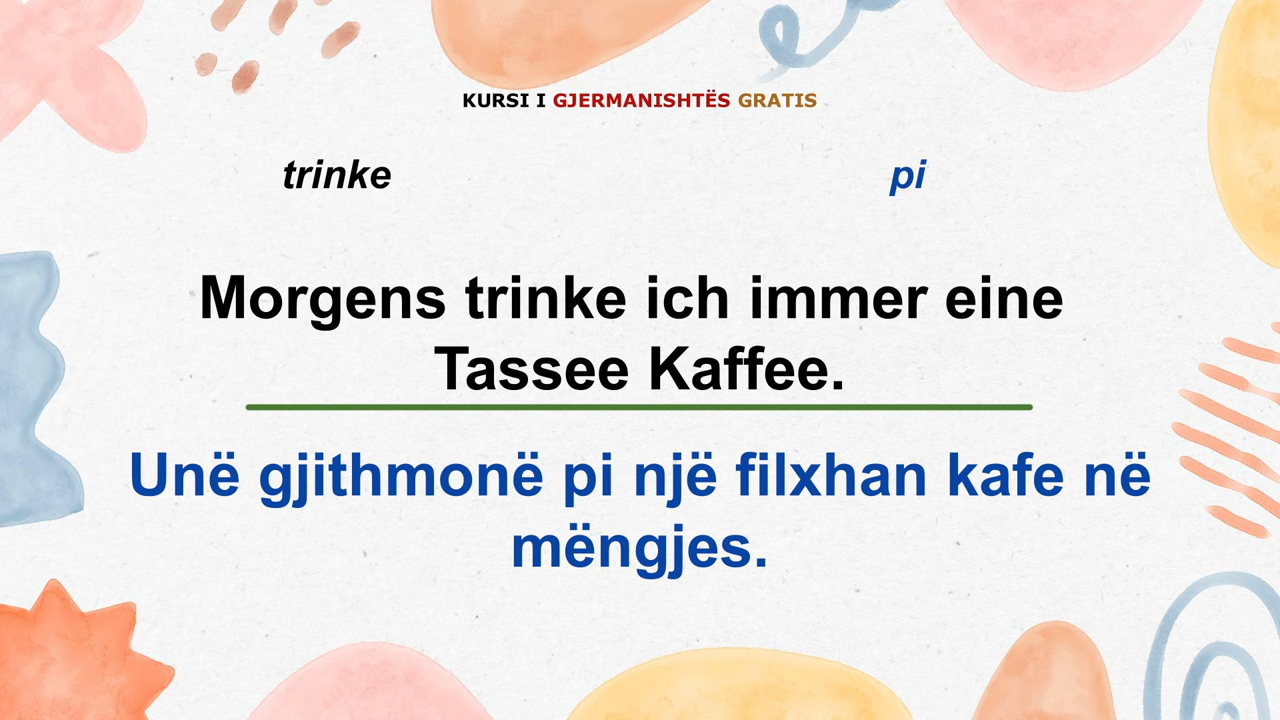 KURSI I GJERMANISHTËS GRATIS
trinke
pi
Morgens trinke ich immer eine
Tassee Kaffee.
Unë gjithmonë pi një filxhan kafe në
mëngjes.